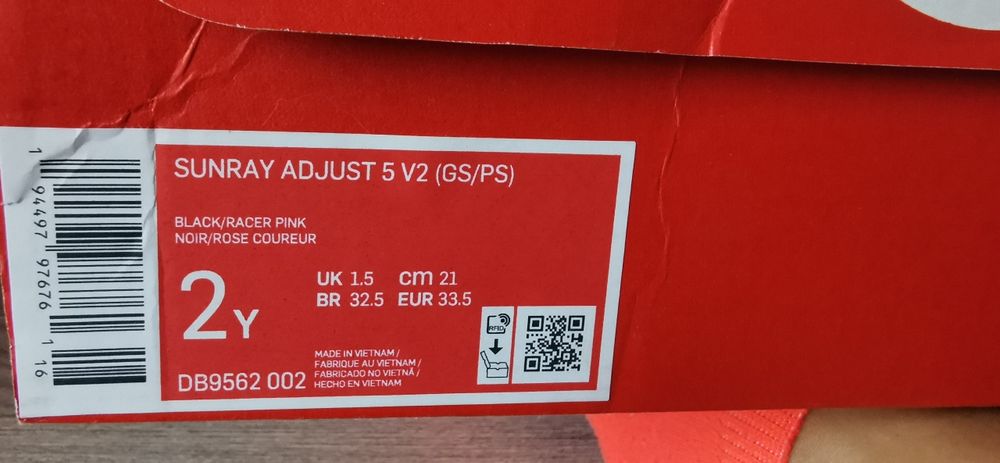 SUNRAY ADJUST 5 V2 (GS/PS)
BLACK/RACER PINK
NOIR/ROSE COUREUR
2Y
UK 1.5 cm 21
BR 32.5 EUR 33.5
DB9562 002
MADE IN VIETNAM /
FABRIQUE AU VIETNAM /
FABRICADO NO VIETNÃ /
HECHO EN VIETNAM
RFID
1 94497 97676 1 16